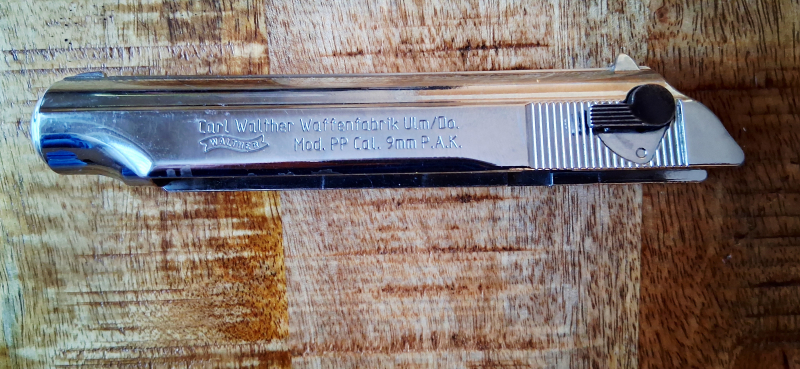 Carl Walther Waffenfabrik Ulm/Do.
WALTHER
Mod. PP Cal. 9mm P.A.K.